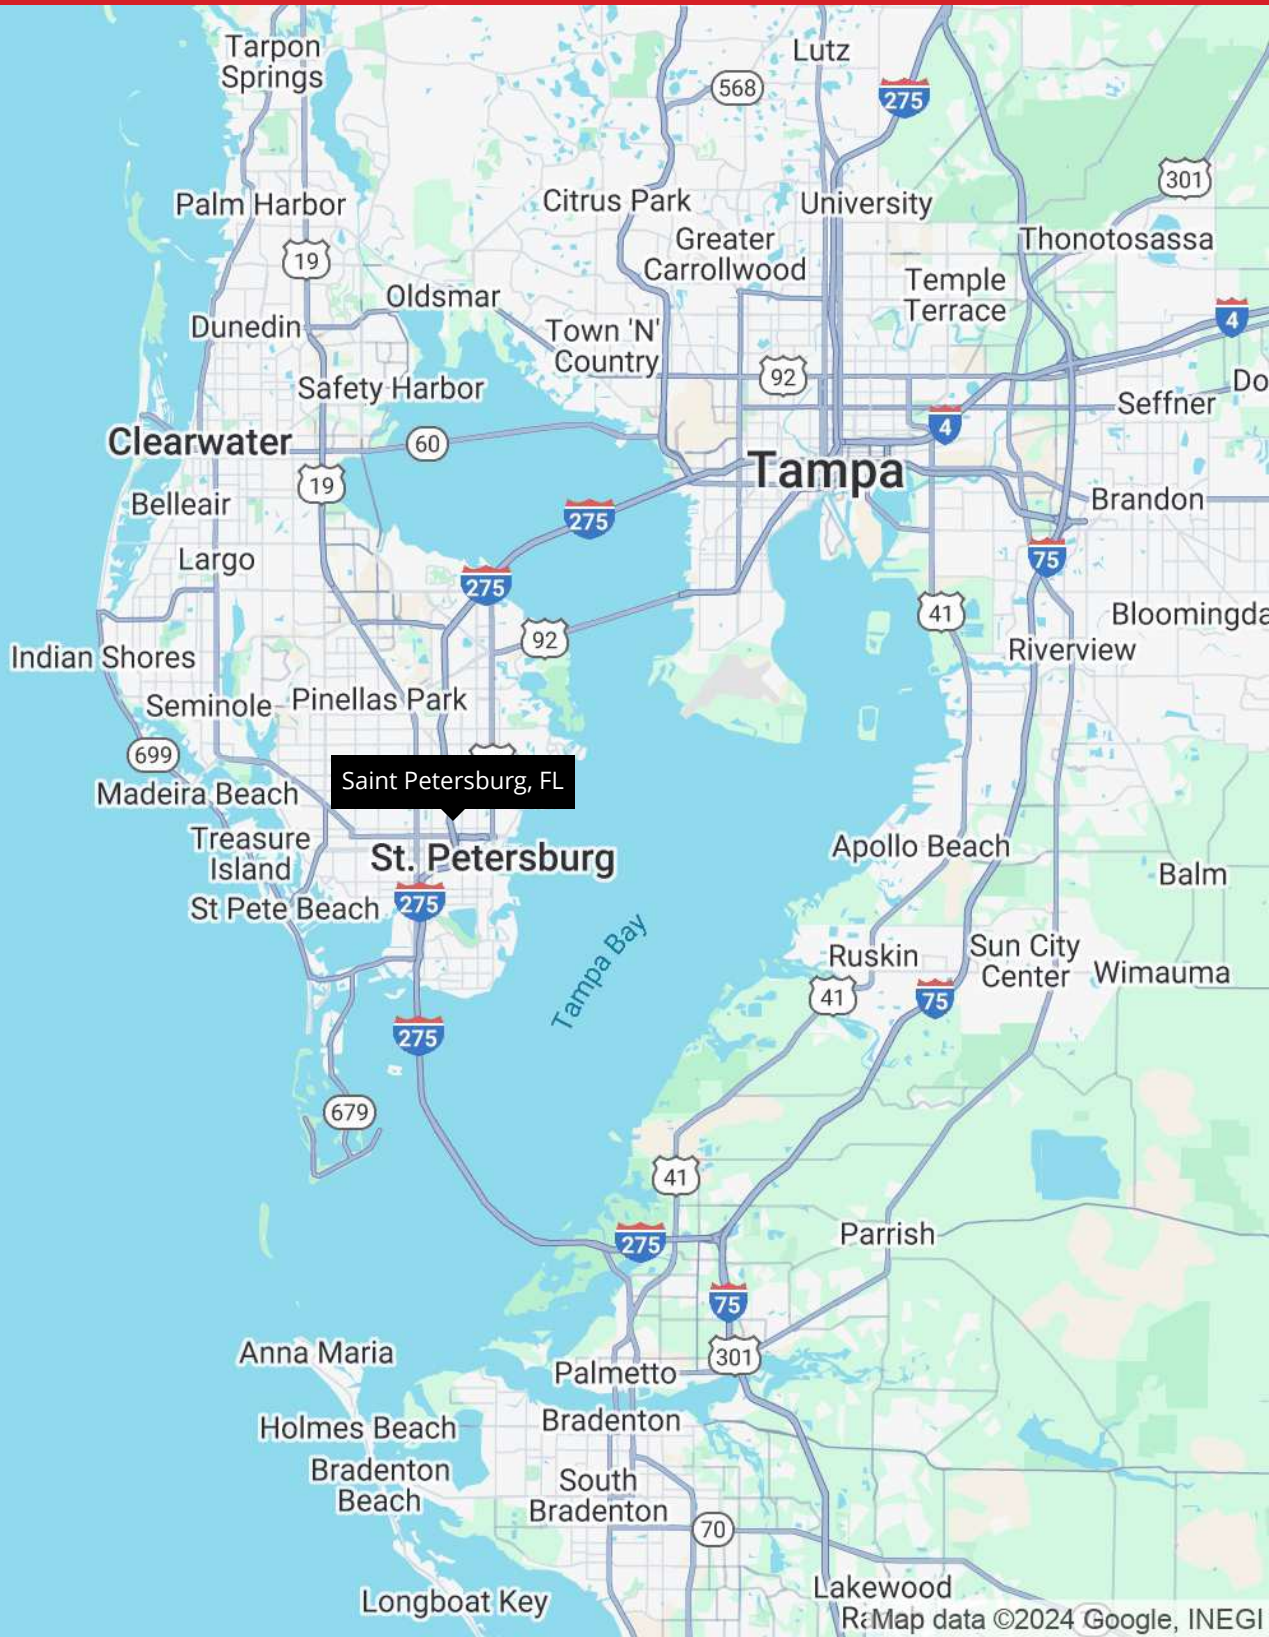 Tarpon
Springs
Lutz
568
275
301
Palm Harbor
Citrus Park
University
Greater
Carrollwood
Thonotosassa
19
Temple
Terrace
Oldsmar
Dunedin
Town 'N'
Country
4
92
Safety Harbor
Do
Seffner
4
Clearwater
60
19
Tampa
Belleair
Brandon
275
Largo
75
275
41
Bloomingda
92
Indian Shores
Riverview
Seminole
Pinellas Park
699
Saint Petersburg, FL
Madeira Beach
Treasure
Island
St. Petersburg
Apollo Beach
Balm
275
St Pete Beach
Tampa Bay
Ruskin
Sun City
Center
Wimauma
41
75
275
679
41
Parrish
275
75
Anna Maria
301
Palmetto
Holmes Beach
Bradenton
Bradenton
Beach
South
Bradenton
70
Longboat Key
Lakewood
Map data ©2024 Google, INEGI